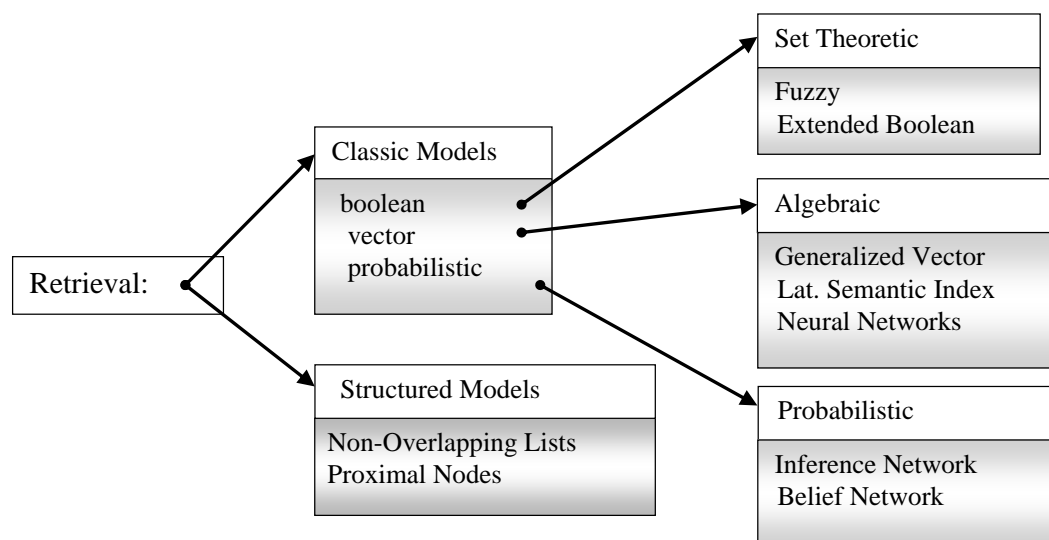 Retrieval:
Classic Models
boolean
vector
probabilistic
Structured Models
Non-Overlapping Lists
Proximal Nodes
Set Theoretic
Fuzzy
Extended Boolean
Algebraic
Generalized Vector
Lat. Semantic Index
Neural Networks
Probabilistic
Inference Network
Belief Network